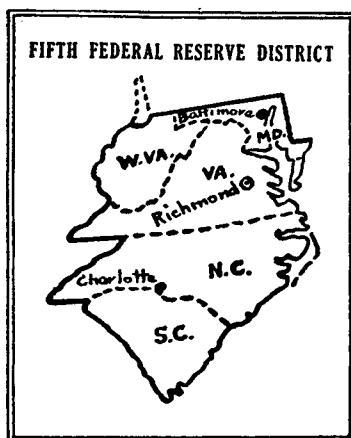 FIFTH FEDERAL RESERVE DISTRICT
Baltimore
MD.
W.VA.
VA.
Richmond
Charlotte
N.C.
S.C.